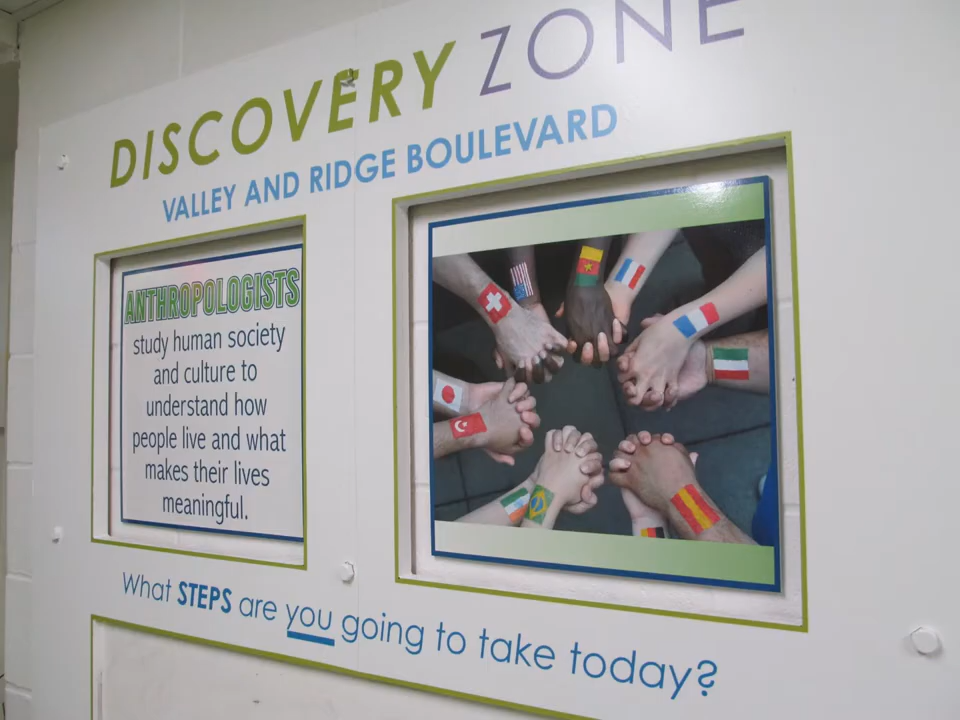 DISCOVERY ZONE
VALLEY AND RIDGE BOULEVARD
ANTHROPOLOGISTS
study human society
and culture to
understand how
people live and what
makes their lives
meaningful.
What STEPS are you going to take today?